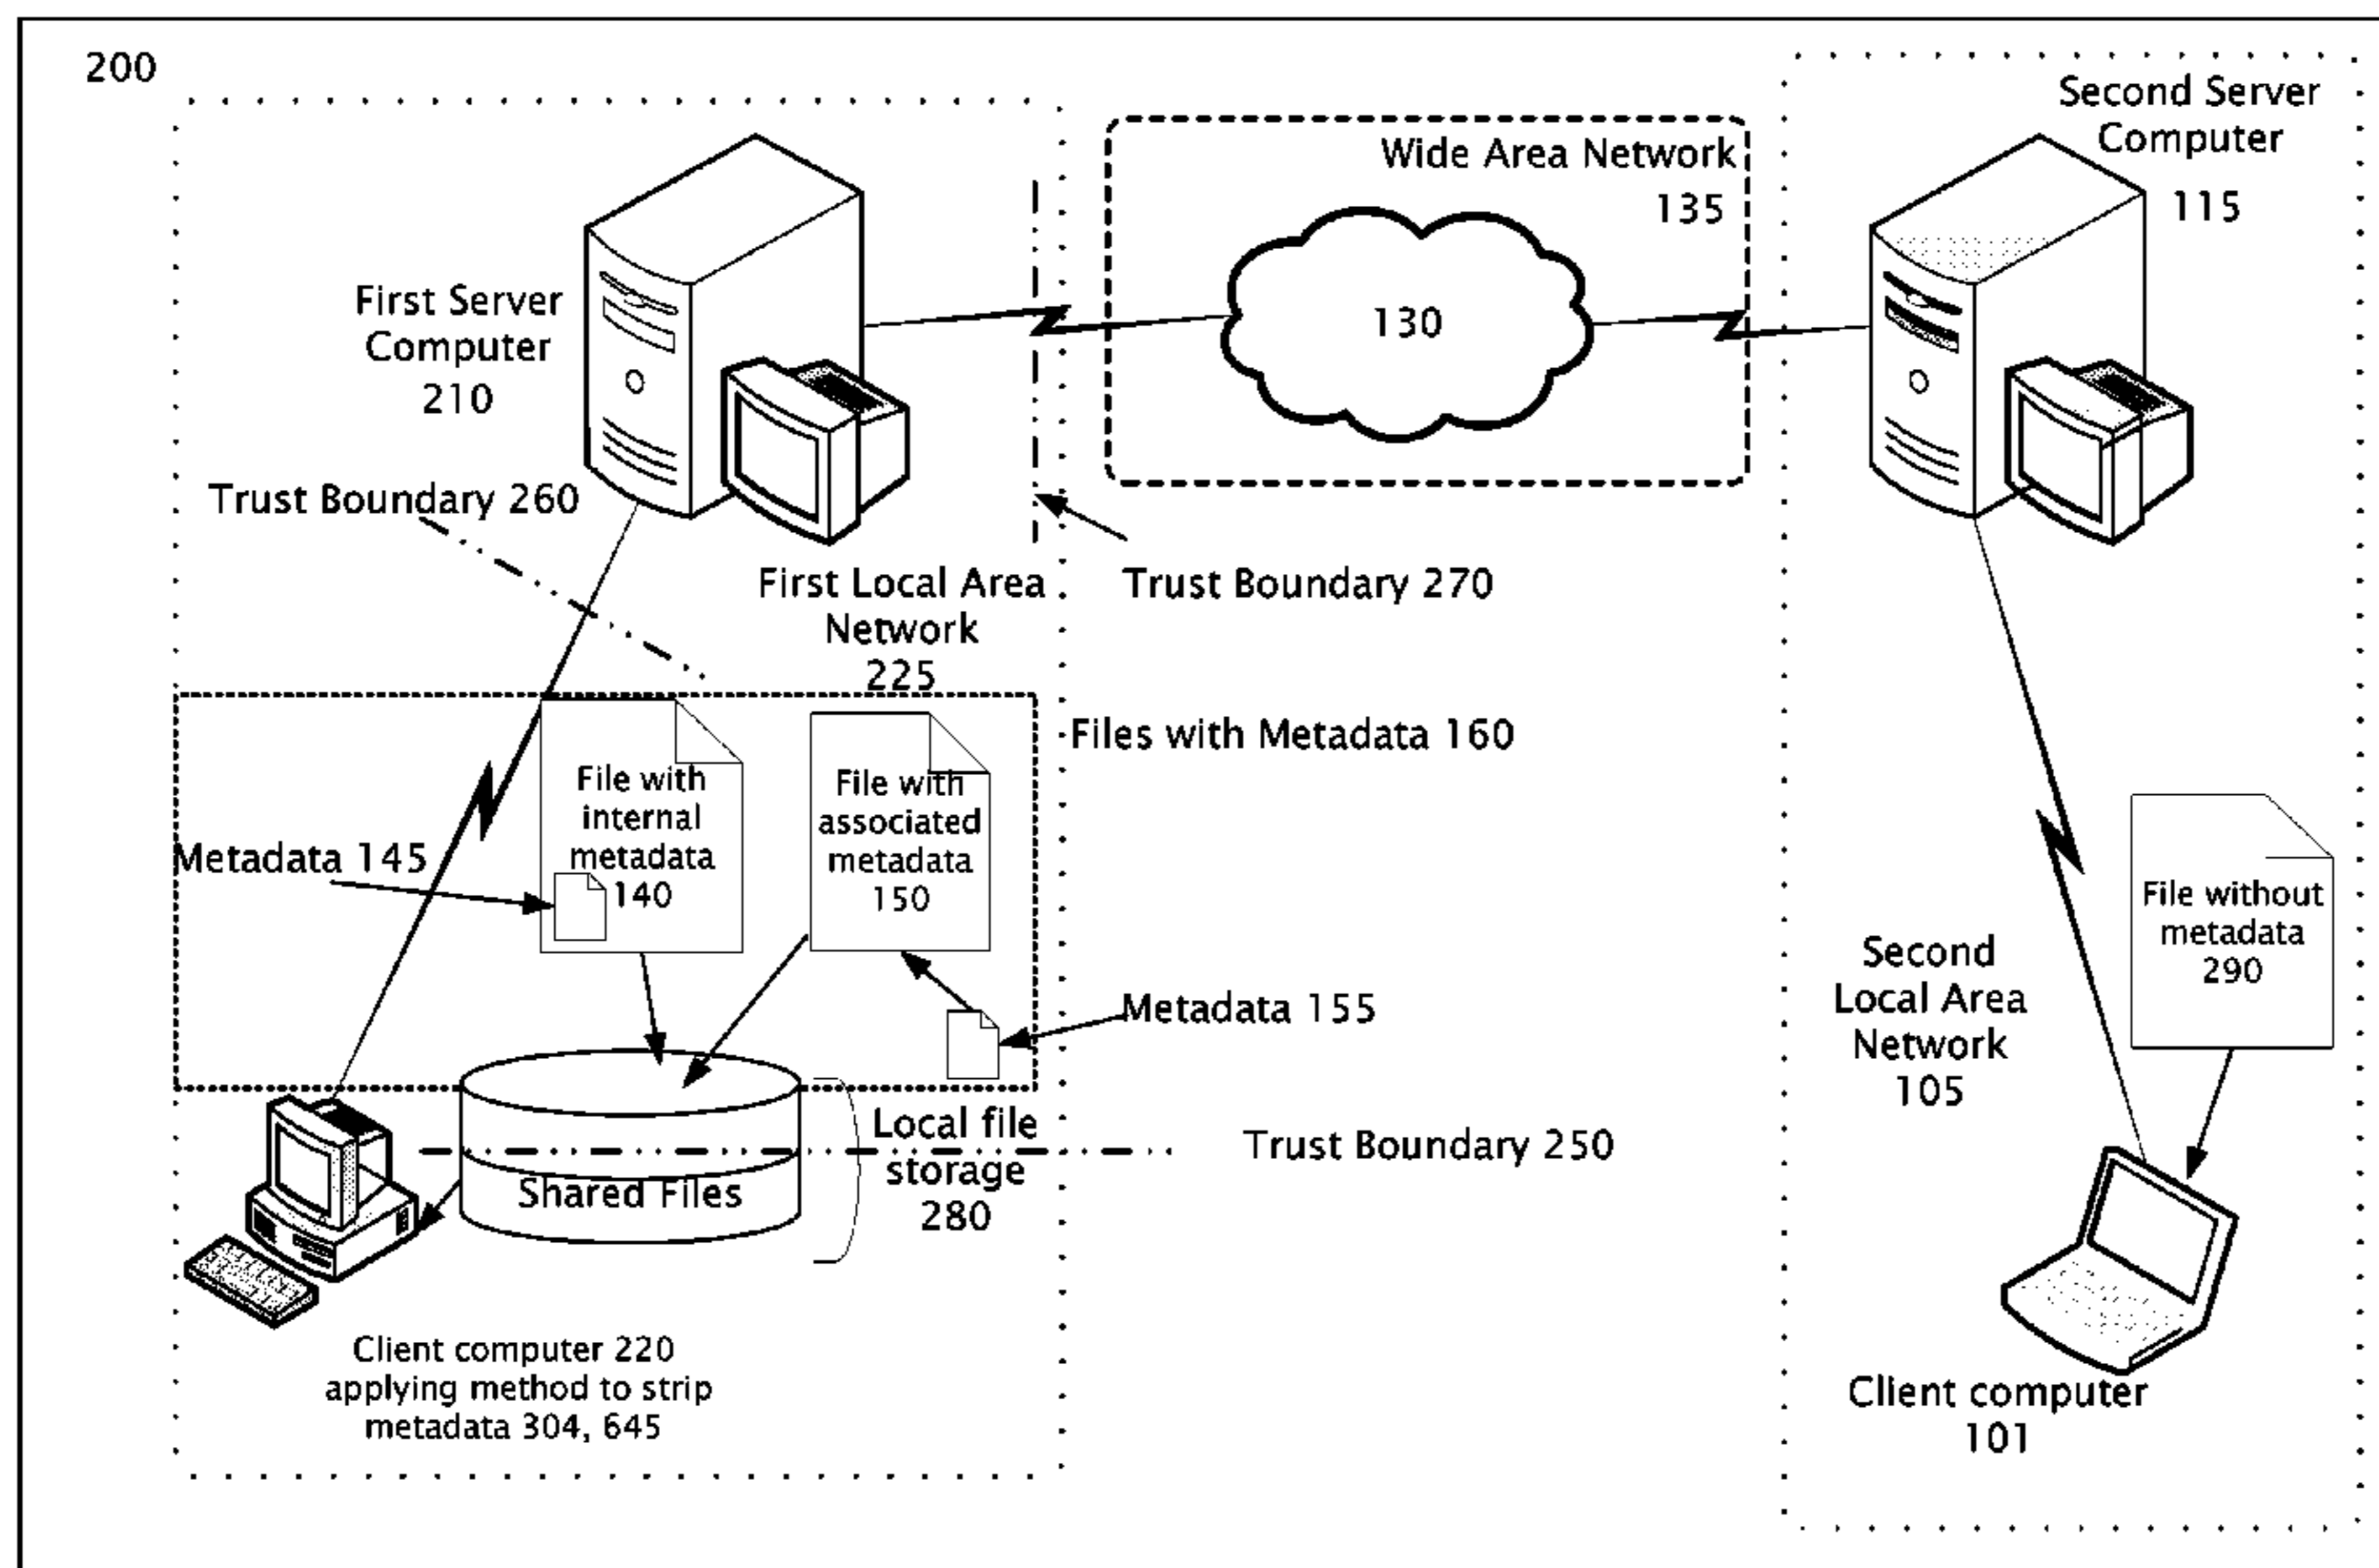 200
Second Server
Computer
115
Wide Area Network
135
130
First Server
Computer
210
Trust Boundary 260
First Local Area
Network
225
Trust Boundary 270
Files with Metadata 160
File with
internal
metadata
140
File with
associated
metadata
150
Metadata 145
Metadata 155
File without
metadata
290
Second
Local Area
Network
105
Local file
storage
280
Shared Files
Trust Boundary 250
Client computer 220
applying method to strip
metadata 304, 645
Client computer
101